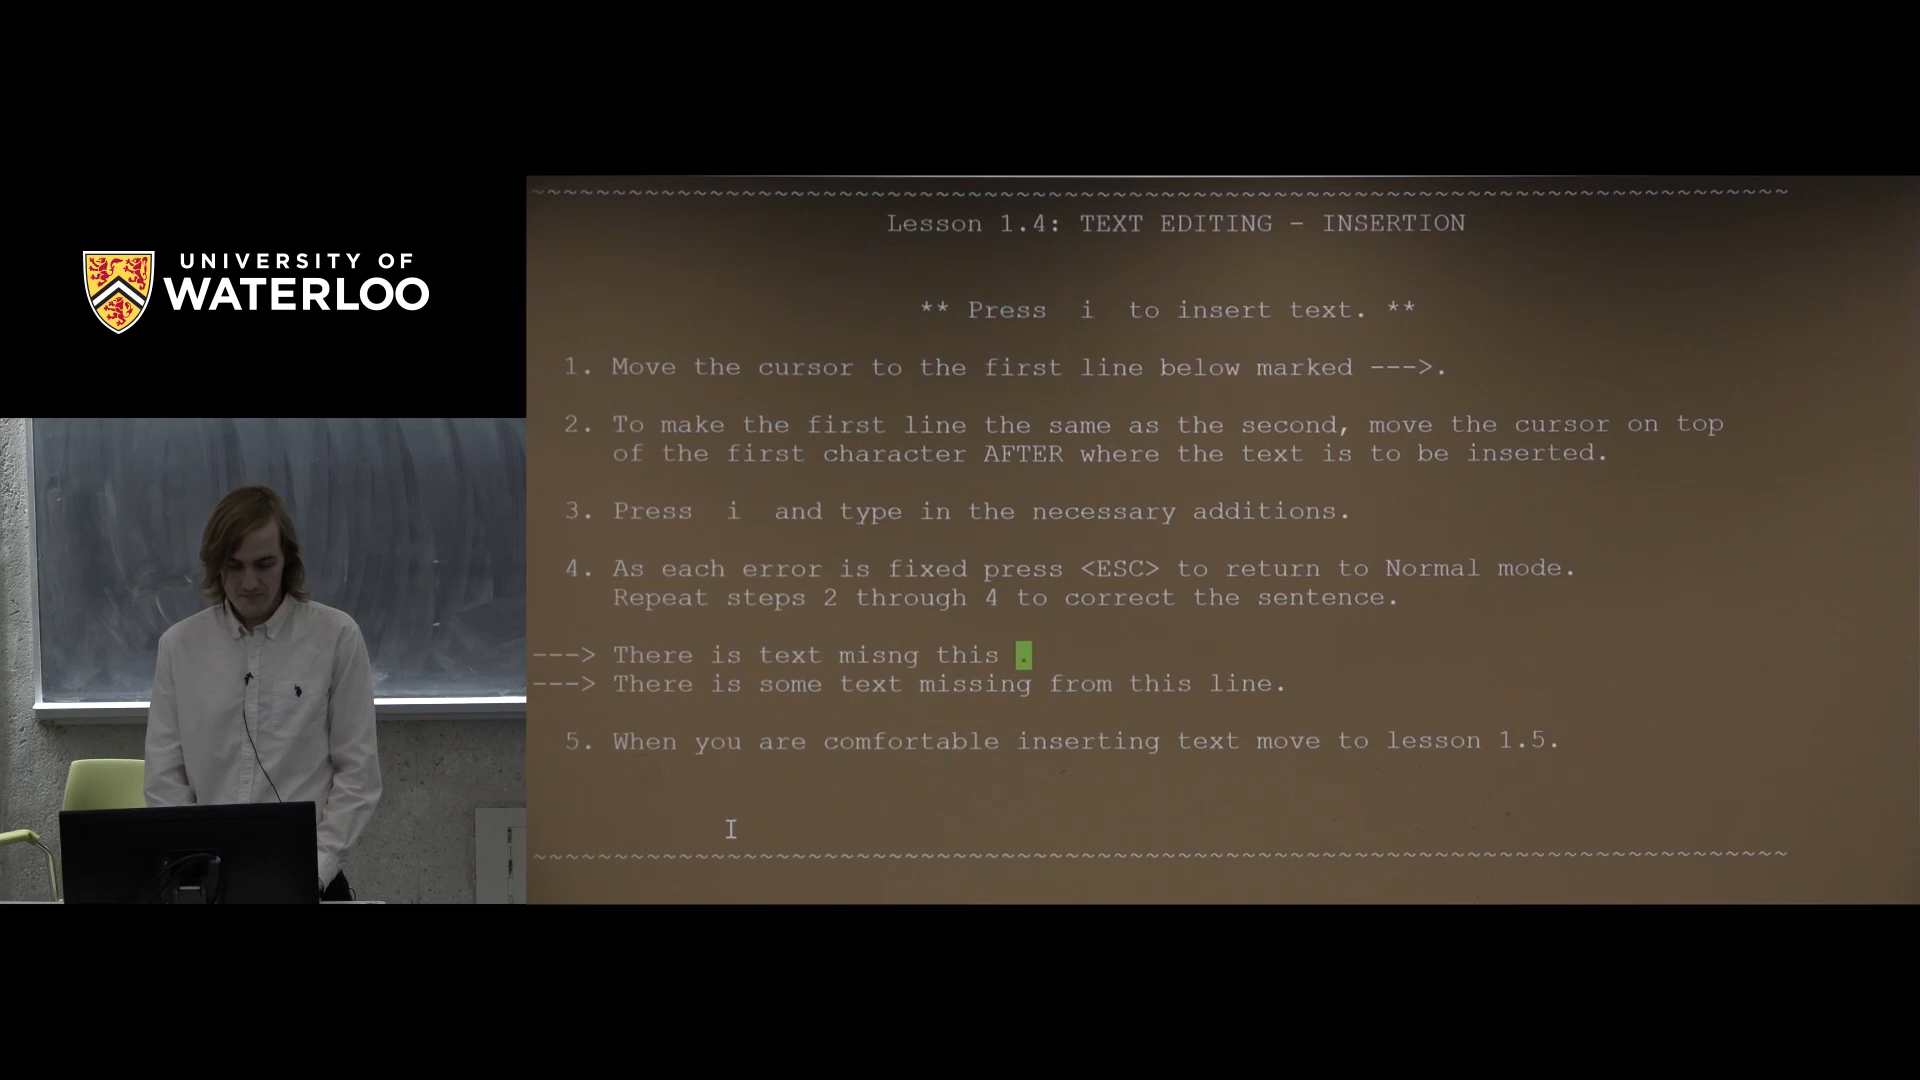 UNIVERSITY OF
WATERLOO
~~~~~~~~~~~~~~~~~~~~~~~~~~~~~~~~~~~~~~~~~~~~~~~~~~~~~~~~~~~~~~~~~~~~~~~~~~~~~~
Lesson 1.4: TEXT EDITING - INSERTION
** Press  i  to insert text. **
1. Move the cursor to the first line below marked --->.
2. To make the first line the same as the second, move the cursor on top
of the first character AFTER where the text is to be inserted.
3. Press  i  and type in the necessary additions.
4. As each error is fixed press <ESC> to return to Normal mode.
Repeat steps 2 through 4 to correct the sentence.
---> There is text misng this .
---> There is some text missing from this line.
5. When you are comfortable inserting text move to lesson 1.5.
~~~~~~~~~~~~~~~~~~~~~~~~~~~~~~~~~~~~~~~~~~~~~~~~~~~~~~~~~~~~~~~~~~~~~~~~~~~~~~